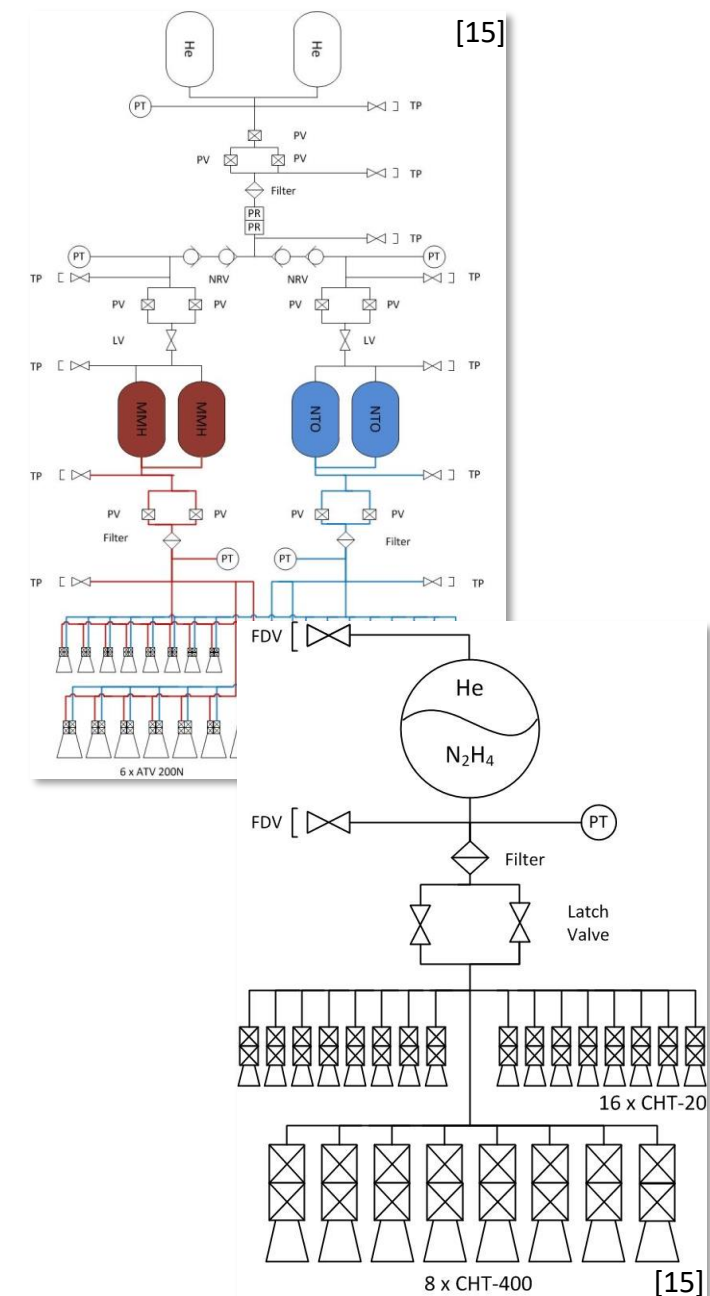 [15]
He He
PT TP
PV
PV PV
TP
Filter
PR
PR
TP
PT PT
TP NRV NRV TP
PV PV PV PV
LV LV
TP TP
MMH MMH NTO NTO
TP TP
PV PV PV PV
Filter Filter
PT PT
TP TP
6 x ATV 200N
FDV
He
N₂H₄
FDV PT
Filter
Latch
Valve
16 x CHT-20
8 x CHT-400
[15]